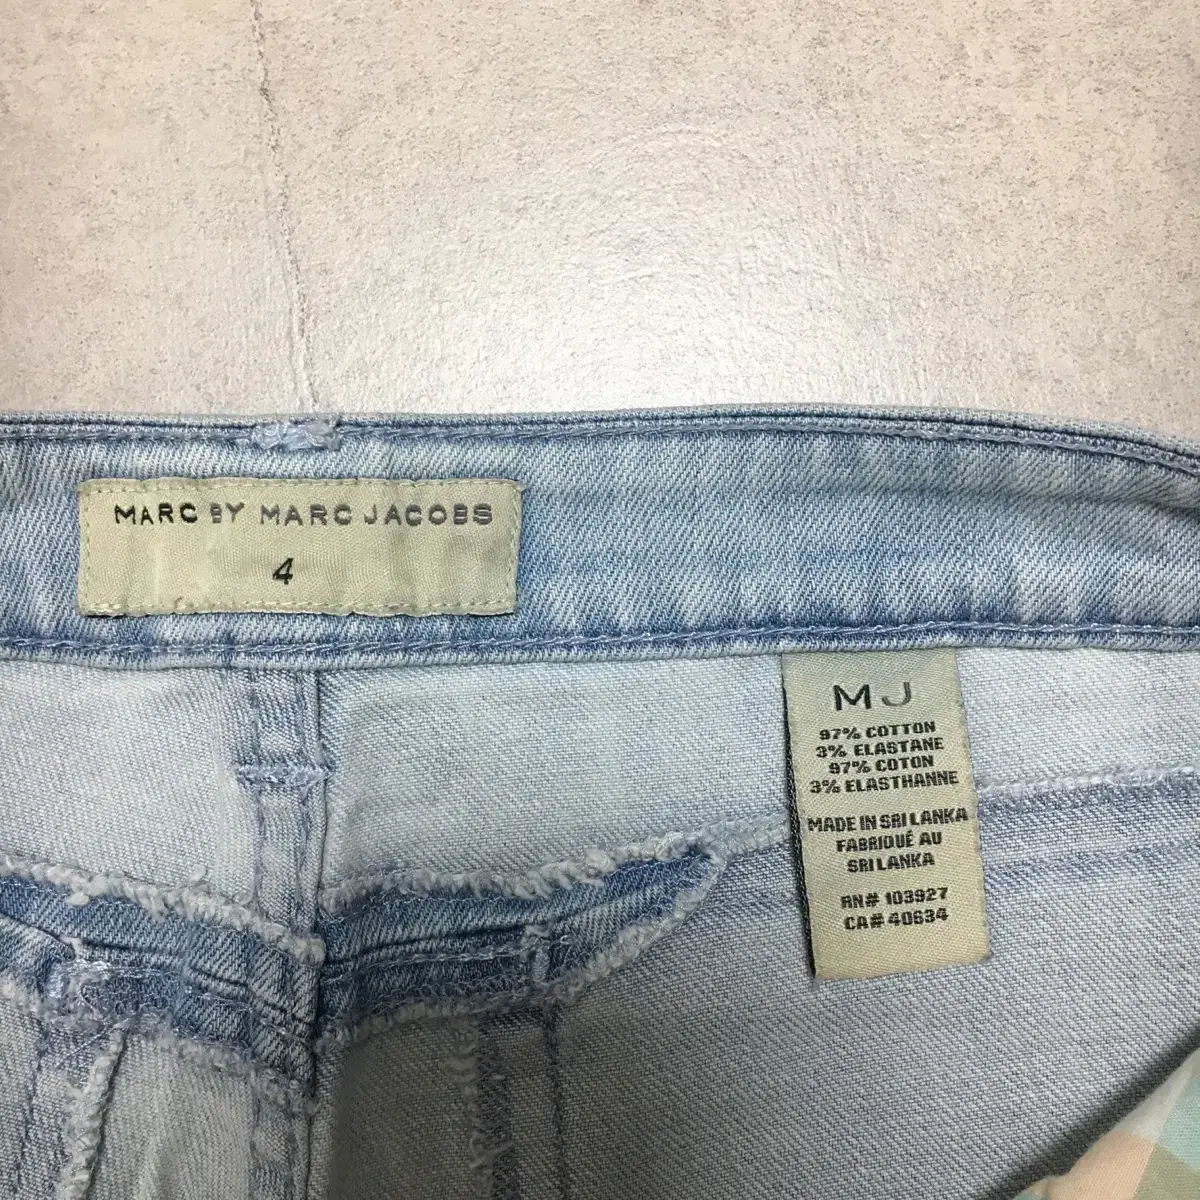 MARC BY MARC JACOBS
4
MJ
97% COTTON
3% ELASTANE
97% COTON
3% ELASTHANNE
MADE IN SRI LANKA
FABRIQUÉ AU
SRI LANKA
RN# 103927
CA# 40634